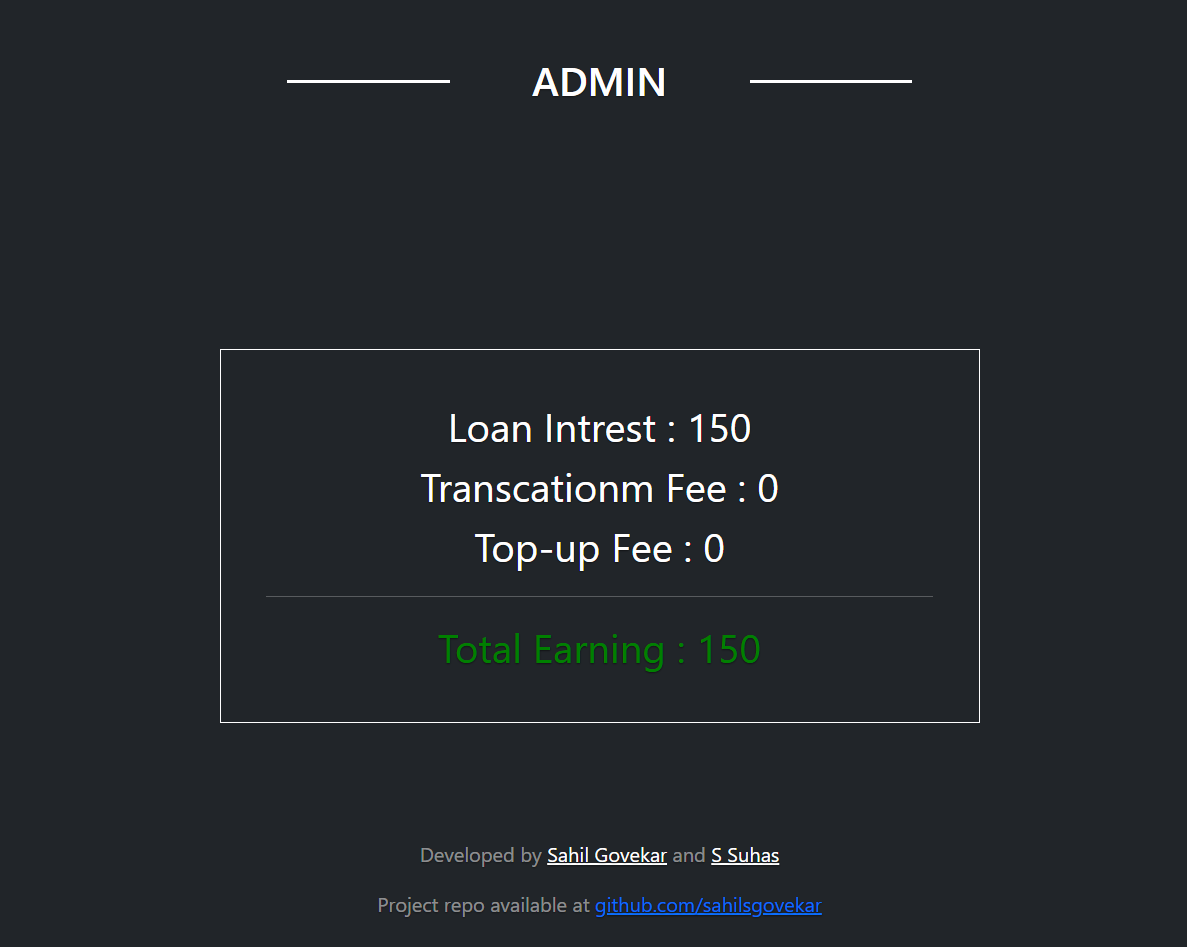 ADMIN
Loan Intrest : 150
Transcationm Fee : 0
Top-up Fee : 0
Total Earning : 150
Developed by Sahil Govekar and S Suhas
Project repo available at github.com/sahilsgovekar